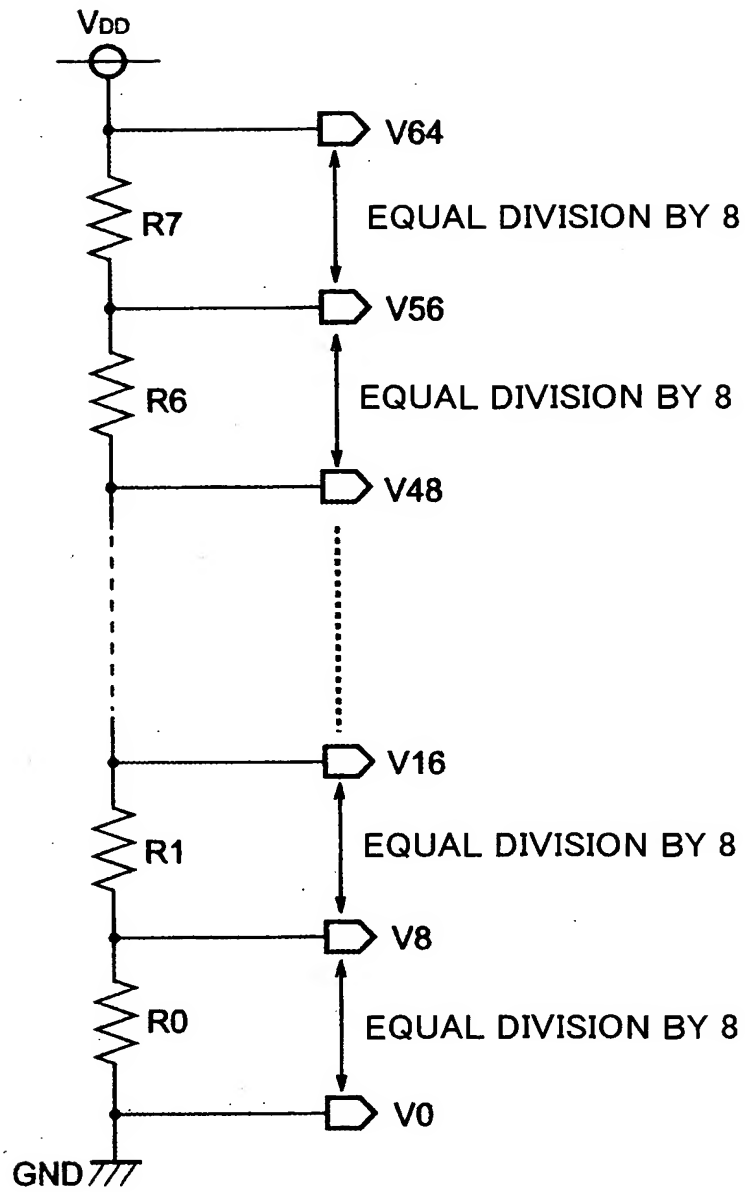 VDD
V64
R7
EQUAL DIVISION BY 8
V56
R6
EQUAL DIVISION BY 8
V48
V16
R1
EQUAL DIVISION BY 8
V8
R0
EQUAL DIVISION BY 8
V0
GND